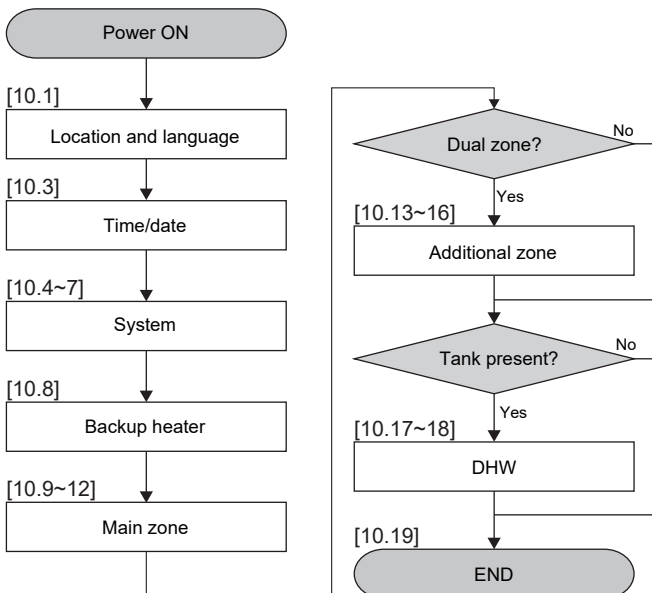 Power ON
[10.1]
Location and language
[10.3]
Time/date
[10.4~7]
System
[10.8]
Backup heater
[10.9~12]
Main zone
Dual zone?
No
Yes
[10.13~16]
Additional zone
Tank present?
No
Yes
[10.17~18]
DHW
[10.19]
END